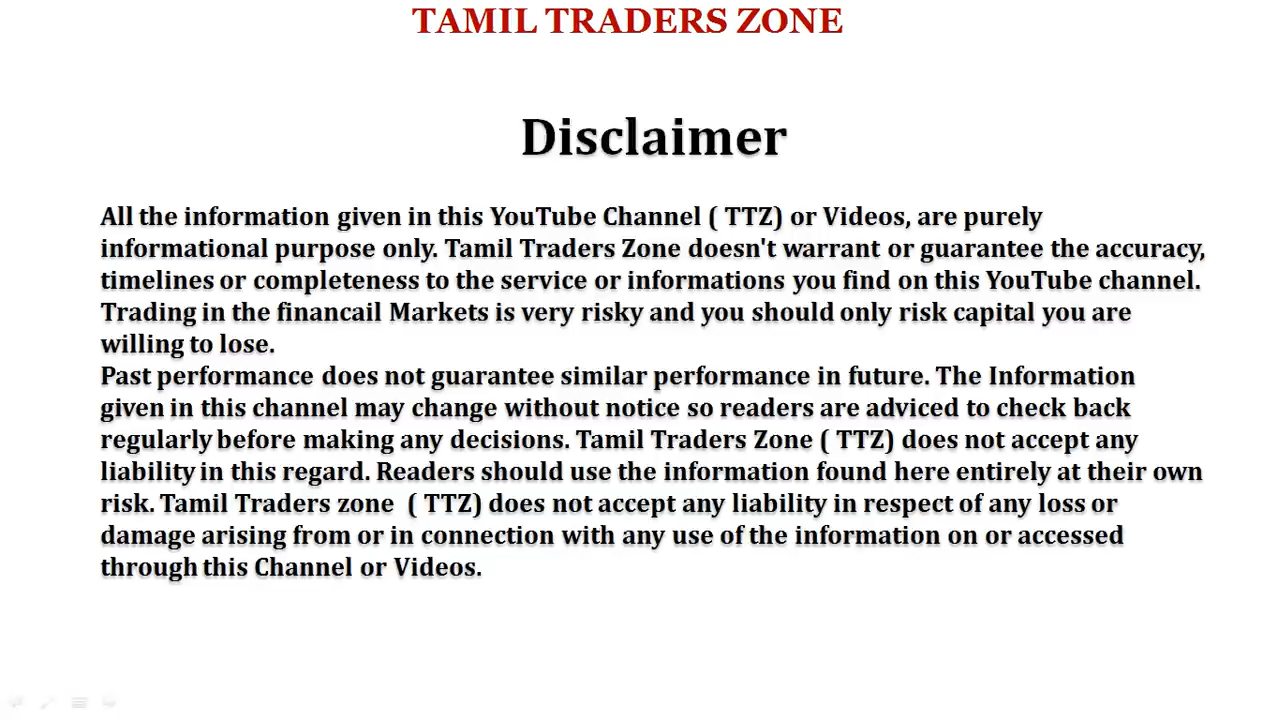 TAMIL TRADERS ZONE
Disclaimer
All the information given in this YouTube Channel ( TTZ) or Videos, are purely
informational purpose only. Tamil Traders Zone doesn't warrant or guarantee the accuracy,
timelines or completeness to the service or informations you find on this YouTube channel.
Trading in the financail Markets is very risky and you should only risk capital you are
willing to lose.
Past performance does not guarantee similar performance in future. The Information
given in this channel may change without notice so readers are adviced to check back
regularly before making any decisions. Tamil Traders Zone ( TTZ) does not accept any
liability in this regard. Readers should use the information found here entirely at their own
risk. Tamil Traders zone  ( TTZ) does not accept any liability in respect of any loss or
damage arising from or in connection with any use of the information on or accessed
through this Channel or Videos.